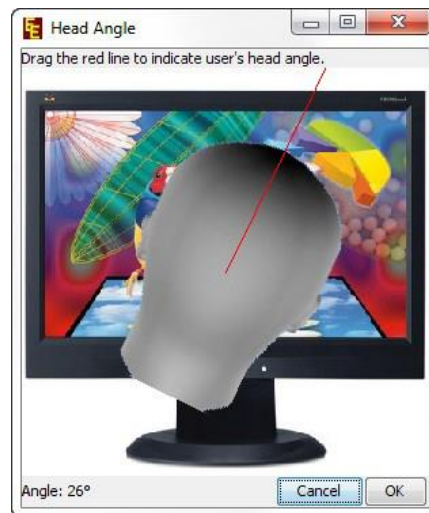 Head Angle
Drag the red line to indicate user's head angle.
Angle: 26°
Cancel
OK